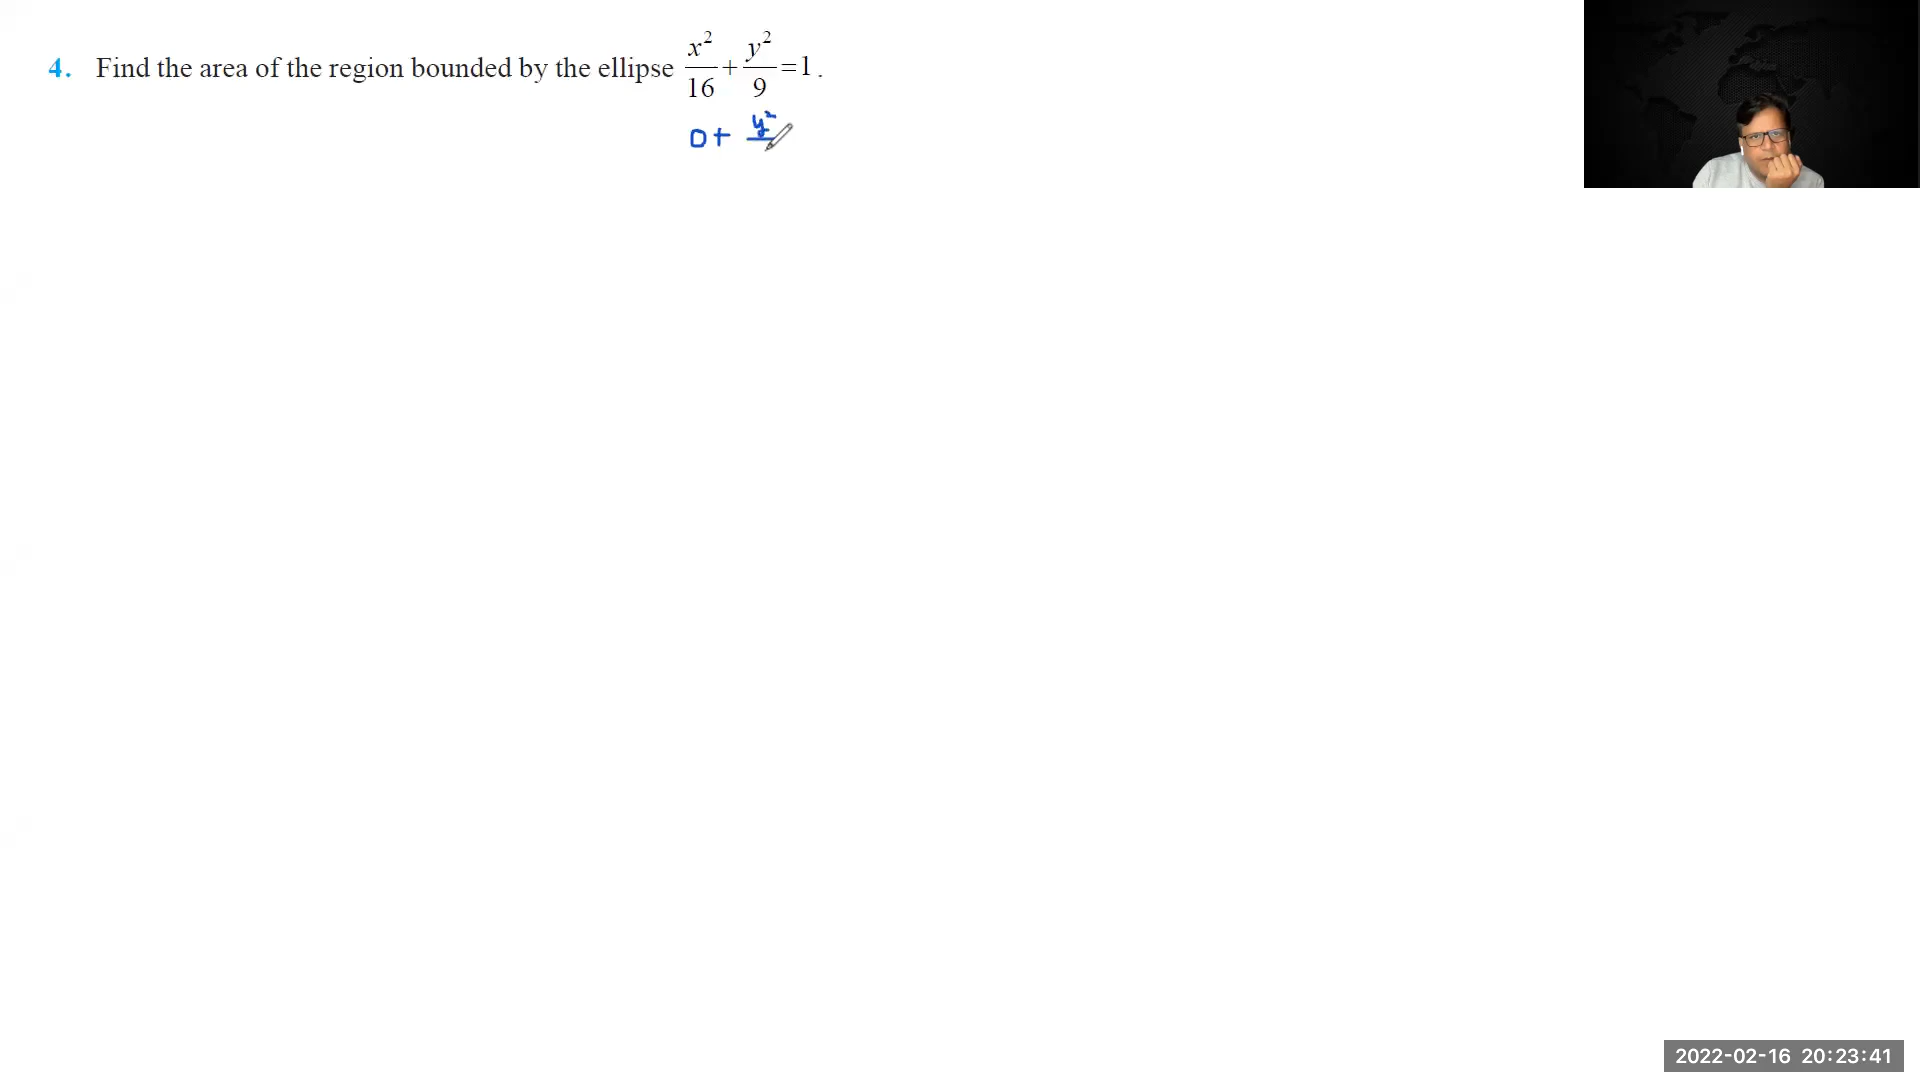 4. Find the area of the region bounded by the ellipse x²/16 + y²/9 = 1.
0 + y²
2022-02-16 20:23:41